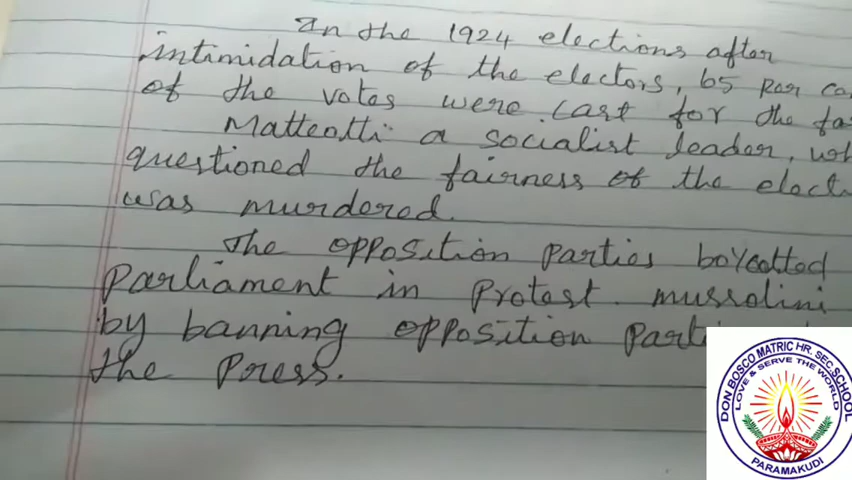 In the 1924 elections after
intimidation of the electors, 65 per
of the votes were cast for the
Matteotti a socialist leader,
questioned the fairness of the
was murdered.
The opposition parties boycotted
Parliament in Protest. mussolini
by banning opposition
the Press.
DON BOSCO MATRIC HR. SEC SCHOOL
LOVE & SERVE THE WORLD
PARAMAKUDI